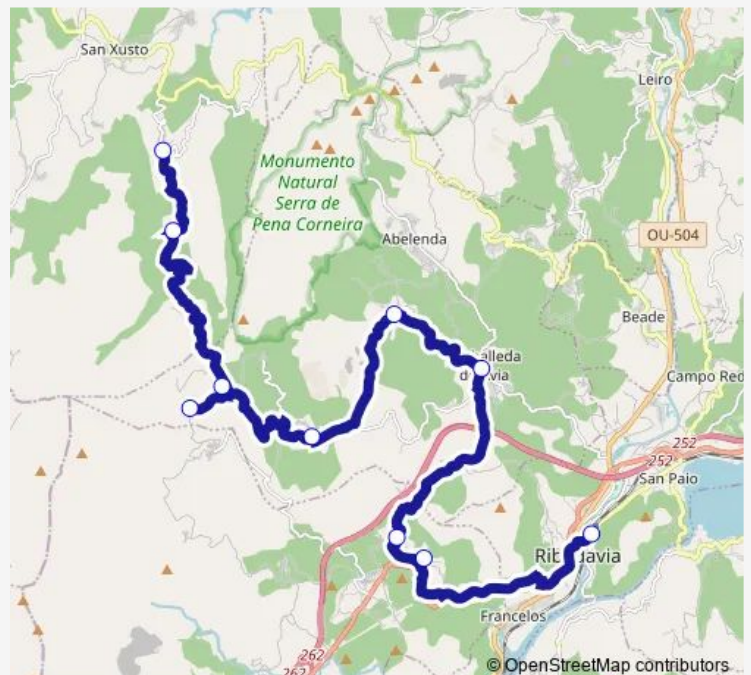 San Xusto
Leiro
Monumento
Natural
Serra de
Pena Corneira
Abelenda
OU-504
Beade
Campo Red
252
252
San Paio
Francelos
262
262
© OpenStreetMap contributors